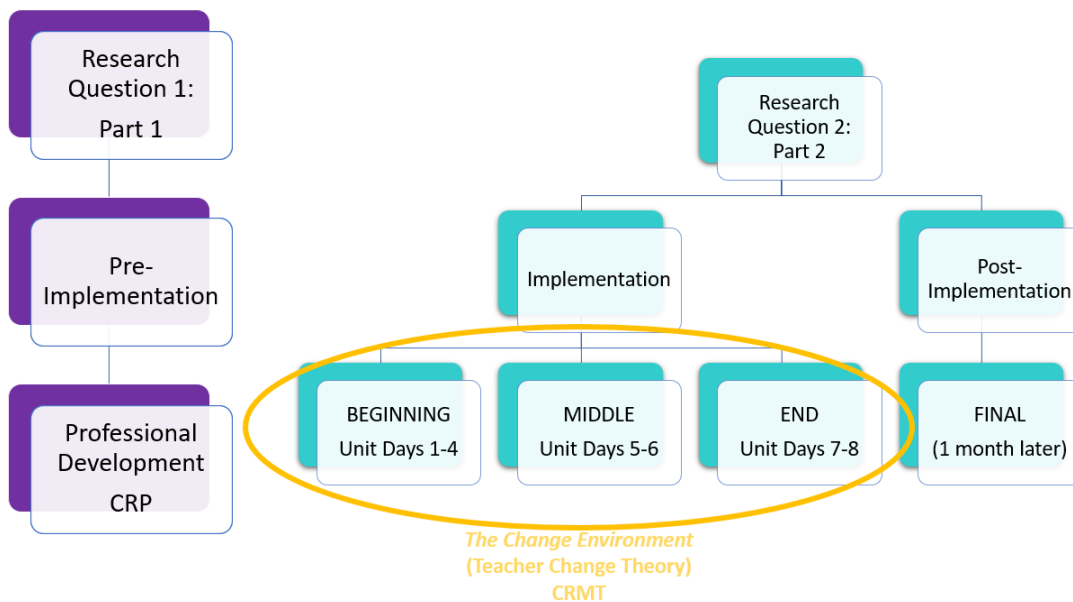 Research
Question 1:
Part 1
Pre-
Implementation
Professional
Development
CRP
Research
Question 2:
Part 2
Implementation
Post-
Implementation
BEGINNING
Unit Days 1-4
MIDDLE
Unit Days 5-6
END
Unit Days 7-8
FINAL
(1 month later)
The Change Environment
(Teacher Change Theory)
CRMT